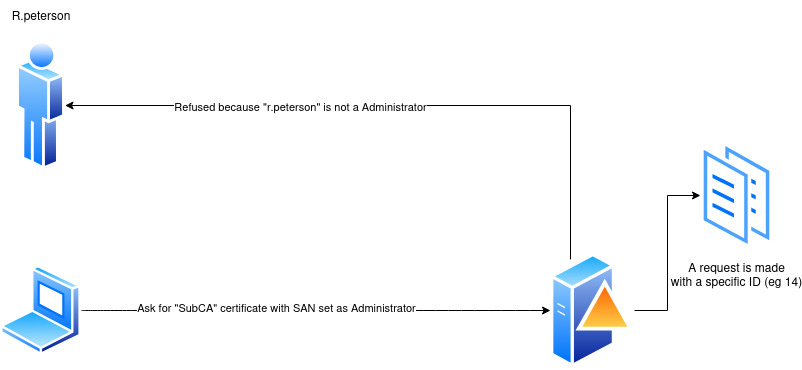 R.peterson
Refused because "r.peterson" is not a Administrator
A request is made
with a specific ID (eg 14)
Ask for "SubCA" certificate with SAN set as Administrator